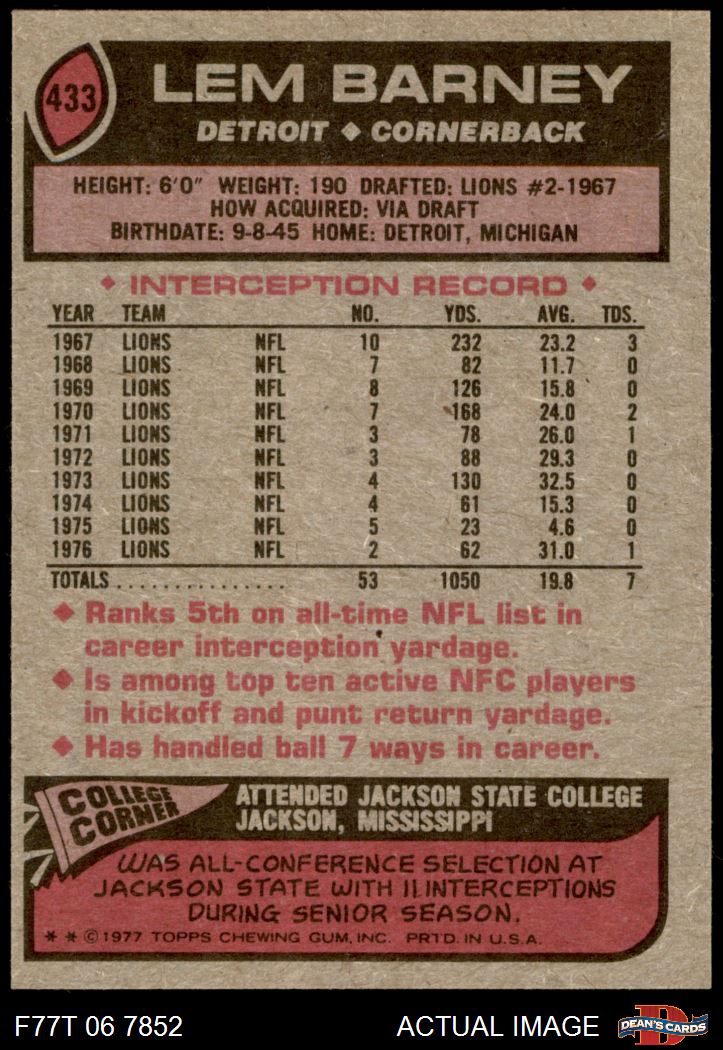 433
LEM BARNEY
DETROIT ◆ CORNERBACK
HEIGHT: 6'0" WEIGHT: 190 DRAFTED: LIONS #2-1967
HOW ACQUIRED: VIA DRAFT
BIRTHDATE: 9-8-45 HOME: DETROIT, MICHIGAN
◆ INTERCEPTION RECORD ◆
YEAR TEAM NO. YDS. AVG. TDS.
1967 LIONS NFL 10 232 23.2 3
1968 LIONS NFL 7 82 11.7 0
1969 LIONS NFL 8 126 15.8 0
1970 LIONS NFL 7 168 24.0 2
1971 LIONS NFL 3 78 26.0 1
1972 LIONS NFL 3 88 29.3 0
1973 LIONS NFL 4 130 32.5 0
1974 LIONS NFL 4 61 15.3 0
1975 LIONS NFL 5 23 4.6 0
1976 LIONS NFL 2 62 31.0 1
TOTALS ............... 53 1050 19.8 7
◆ Ranks 5th on all-time NFL list in
career interception yardage.
◆ Is among top ten active NFC players
in kickoff and punt return yardage.
◆ Has handled ball 7 ways in career.
COLLEGE
CORNER
ATTENDED JACKSON STATE COLLEGE
JACKSON, MISSISSIPPI
WAS ALL-CONFERENCE SELECTION AT
JACKSON STATE WITH 11 INTERCEPTIONS
DURING SENIOR SEASON.
* * © 1977 TOPPS CHEWING GUM, INC. PRT'D. IN U.S.A.
F77T 06 7852
ACTUAL IMAGE
D
DEAN'S CARDS